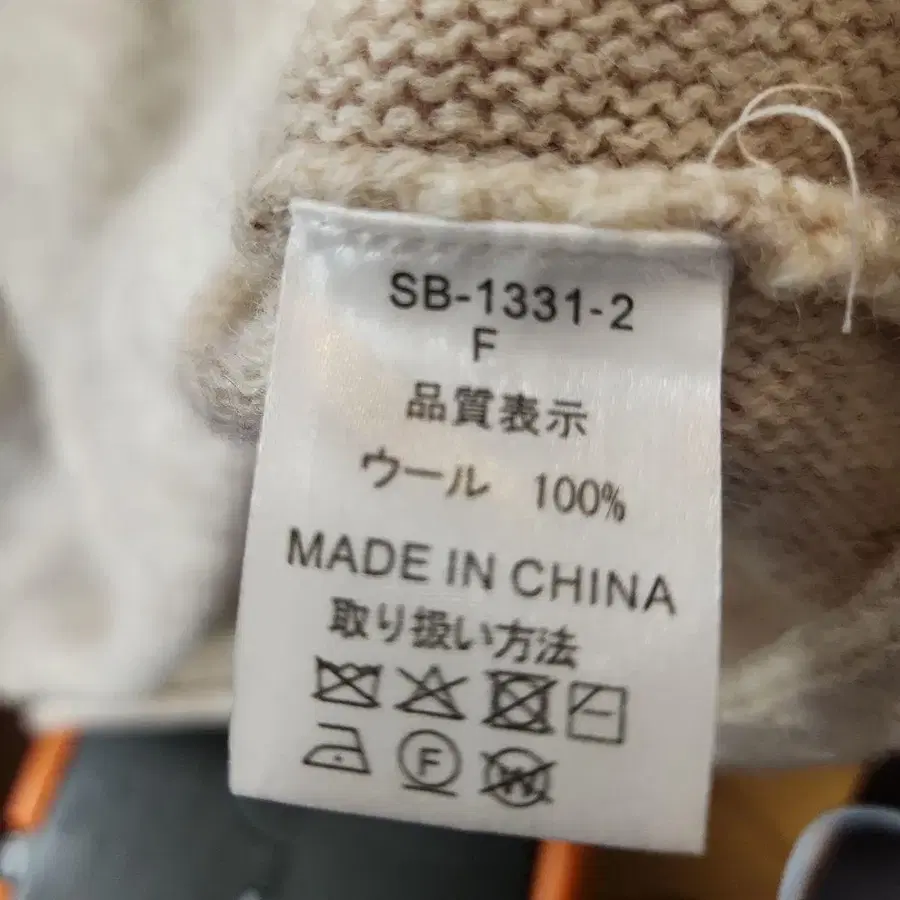 SB-1331-2
F
品質表示
ウール 100%
MADE IN CHINA
取り扱い方法
F
W